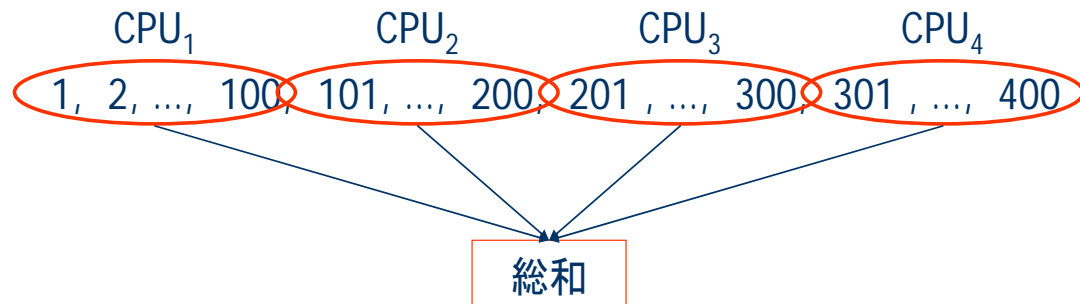 CPU₁ CPU₂ CPU₃ CPU₄
1, 2, ..., 100, 101, ..., 200, 201 , ..., 300, 301 , ..., 400
総和